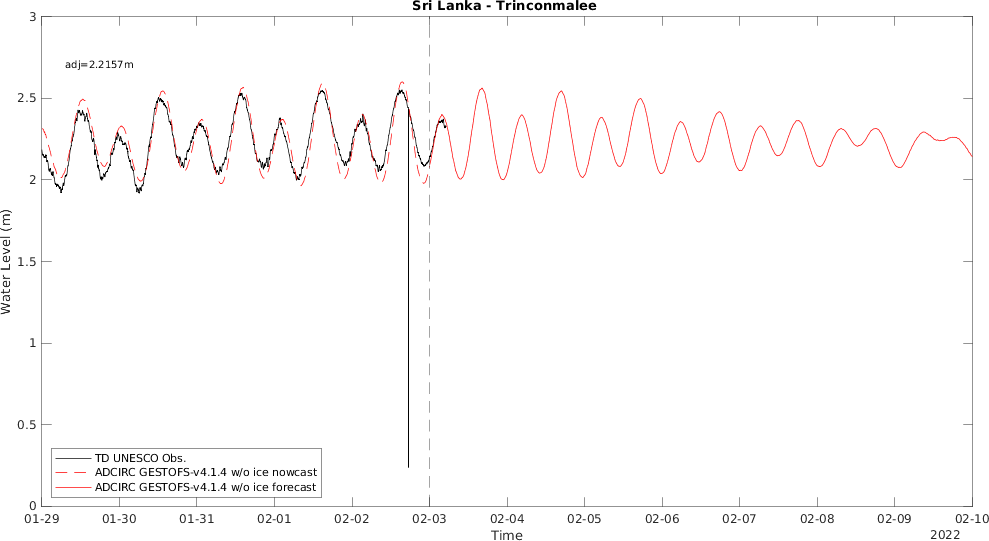 Sri Lanka - Trinconmalee
3
adj=2.2157m
2.5
2
Water Level (m)
1.5
1
0.5
TD UNESCO Obs.
ADCIRC GESTOFS-v4.1.4 w/o ice nowcast
ADCIRC GESTOFS-v4.1.4 w/o ice forecast
0
01-29 01-30 01-31 02-01 02-02 02-03 02-04 02-05 02-06 02-07 02-08 02-09 02-10
Time
2022